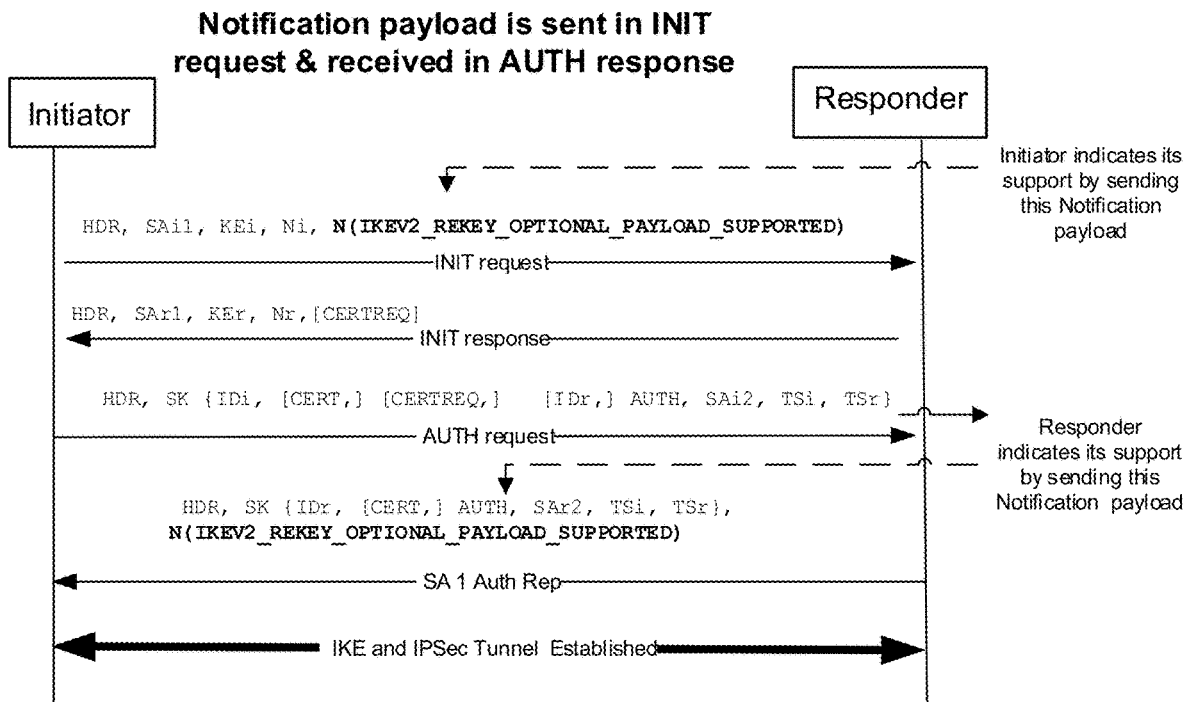 Notification payload is sent in INIT
request & received in AUTH response
Initiator
Responder
Initiator indicates its
support by sending
this Notification
payload
HDR, SAi1, KEi, Ni, N(IKEV2_REKEY_OPTIONAL_PAYLOAD_SUPPORTED)
INIT request
HDR, SAr1, KEr, Nr,[CERTREQ]
INIT response
HDR, SK {IDi, [CERT,] [CERTREQ,] [IDr,] AUTH, SAi2, TSi, TSr}
AUTH request
Responder
indicates its support
by sending this
Notification payload
HDR, SK {IDr, [CERT,] AUTH, SAr2, TSi, TSr},
N(IKEV2_REKEY_OPTIONAL_PAYLOAD_SUPPORTED)
SA 1 Auth Rep
IKE and IPSec Tunnel Established